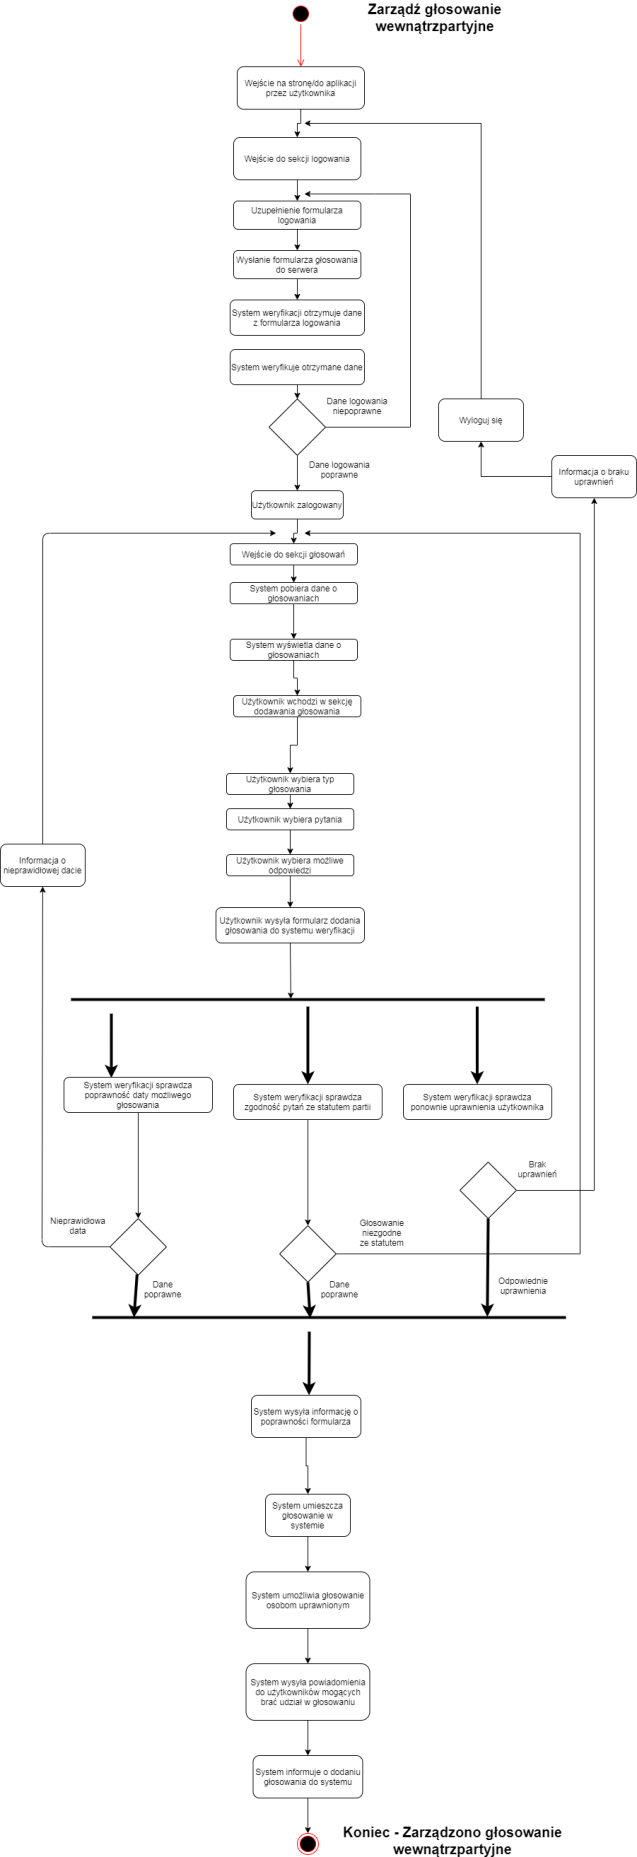 Zarządź głosowanie
wewnątrzpartyjne
Wejście na stronę/do aplikacji
przez użytkownika
Wejście do sekcji logowania
Uzupełnienie formularza
logowania
Wysłanie formularza głosowania
do serwera
System weryfikacji otrzymuje dane
z formularza logowania
System weryfikuje otrzymane dane
Dane logowania
niepoprawne
Wyloguj się
Dane logowania
poprawne
Informacja o braku
uprawnień
Użytkownik zalogowany
Wejście do sekcji głosowań
System pobiera dane o
głosowaniach
System wyświetla dane o
głosowaniach
Użytkownik wchodzi w sekcję
dodawania głosowania
Użytkownik wybiera typ
głosowania
Użytkownik wybiera pytania
Informacja o
nieprawidłowej dacie
Użytkownik wybiera możliwe
odpowiedzi
Użytkownik wysyła formularz dodania
głosowania do systemu weryfikacji
System weryfikacji sprawdza
poprawność daty możliwego
głosowania
System weryfikacji sprawdza
zgodność pytań ze statutem partii
System weryfikacji sprawdza
ponownie uprawnienia użytkownika
Brak
uprawnień
Nieprawidłowa
data
Głosowanie
niezgodne
ze statutem
Dane
poprawne
Dane
poprawne
Odpowiednie
uprawnienia
System wysyła informację o
poprawności formularza
System umieszcza
głosowanie w
systemie
System umożliwia głosowanie
osobom uprawnionym
System wysyła powiadomienia
do użytkowników mogących
brać udział w głosowaniu
System informuje o dodaniu
głosowania do systemu
Koniec - Zarządzono głosowanie
wewnątrzpartyjne